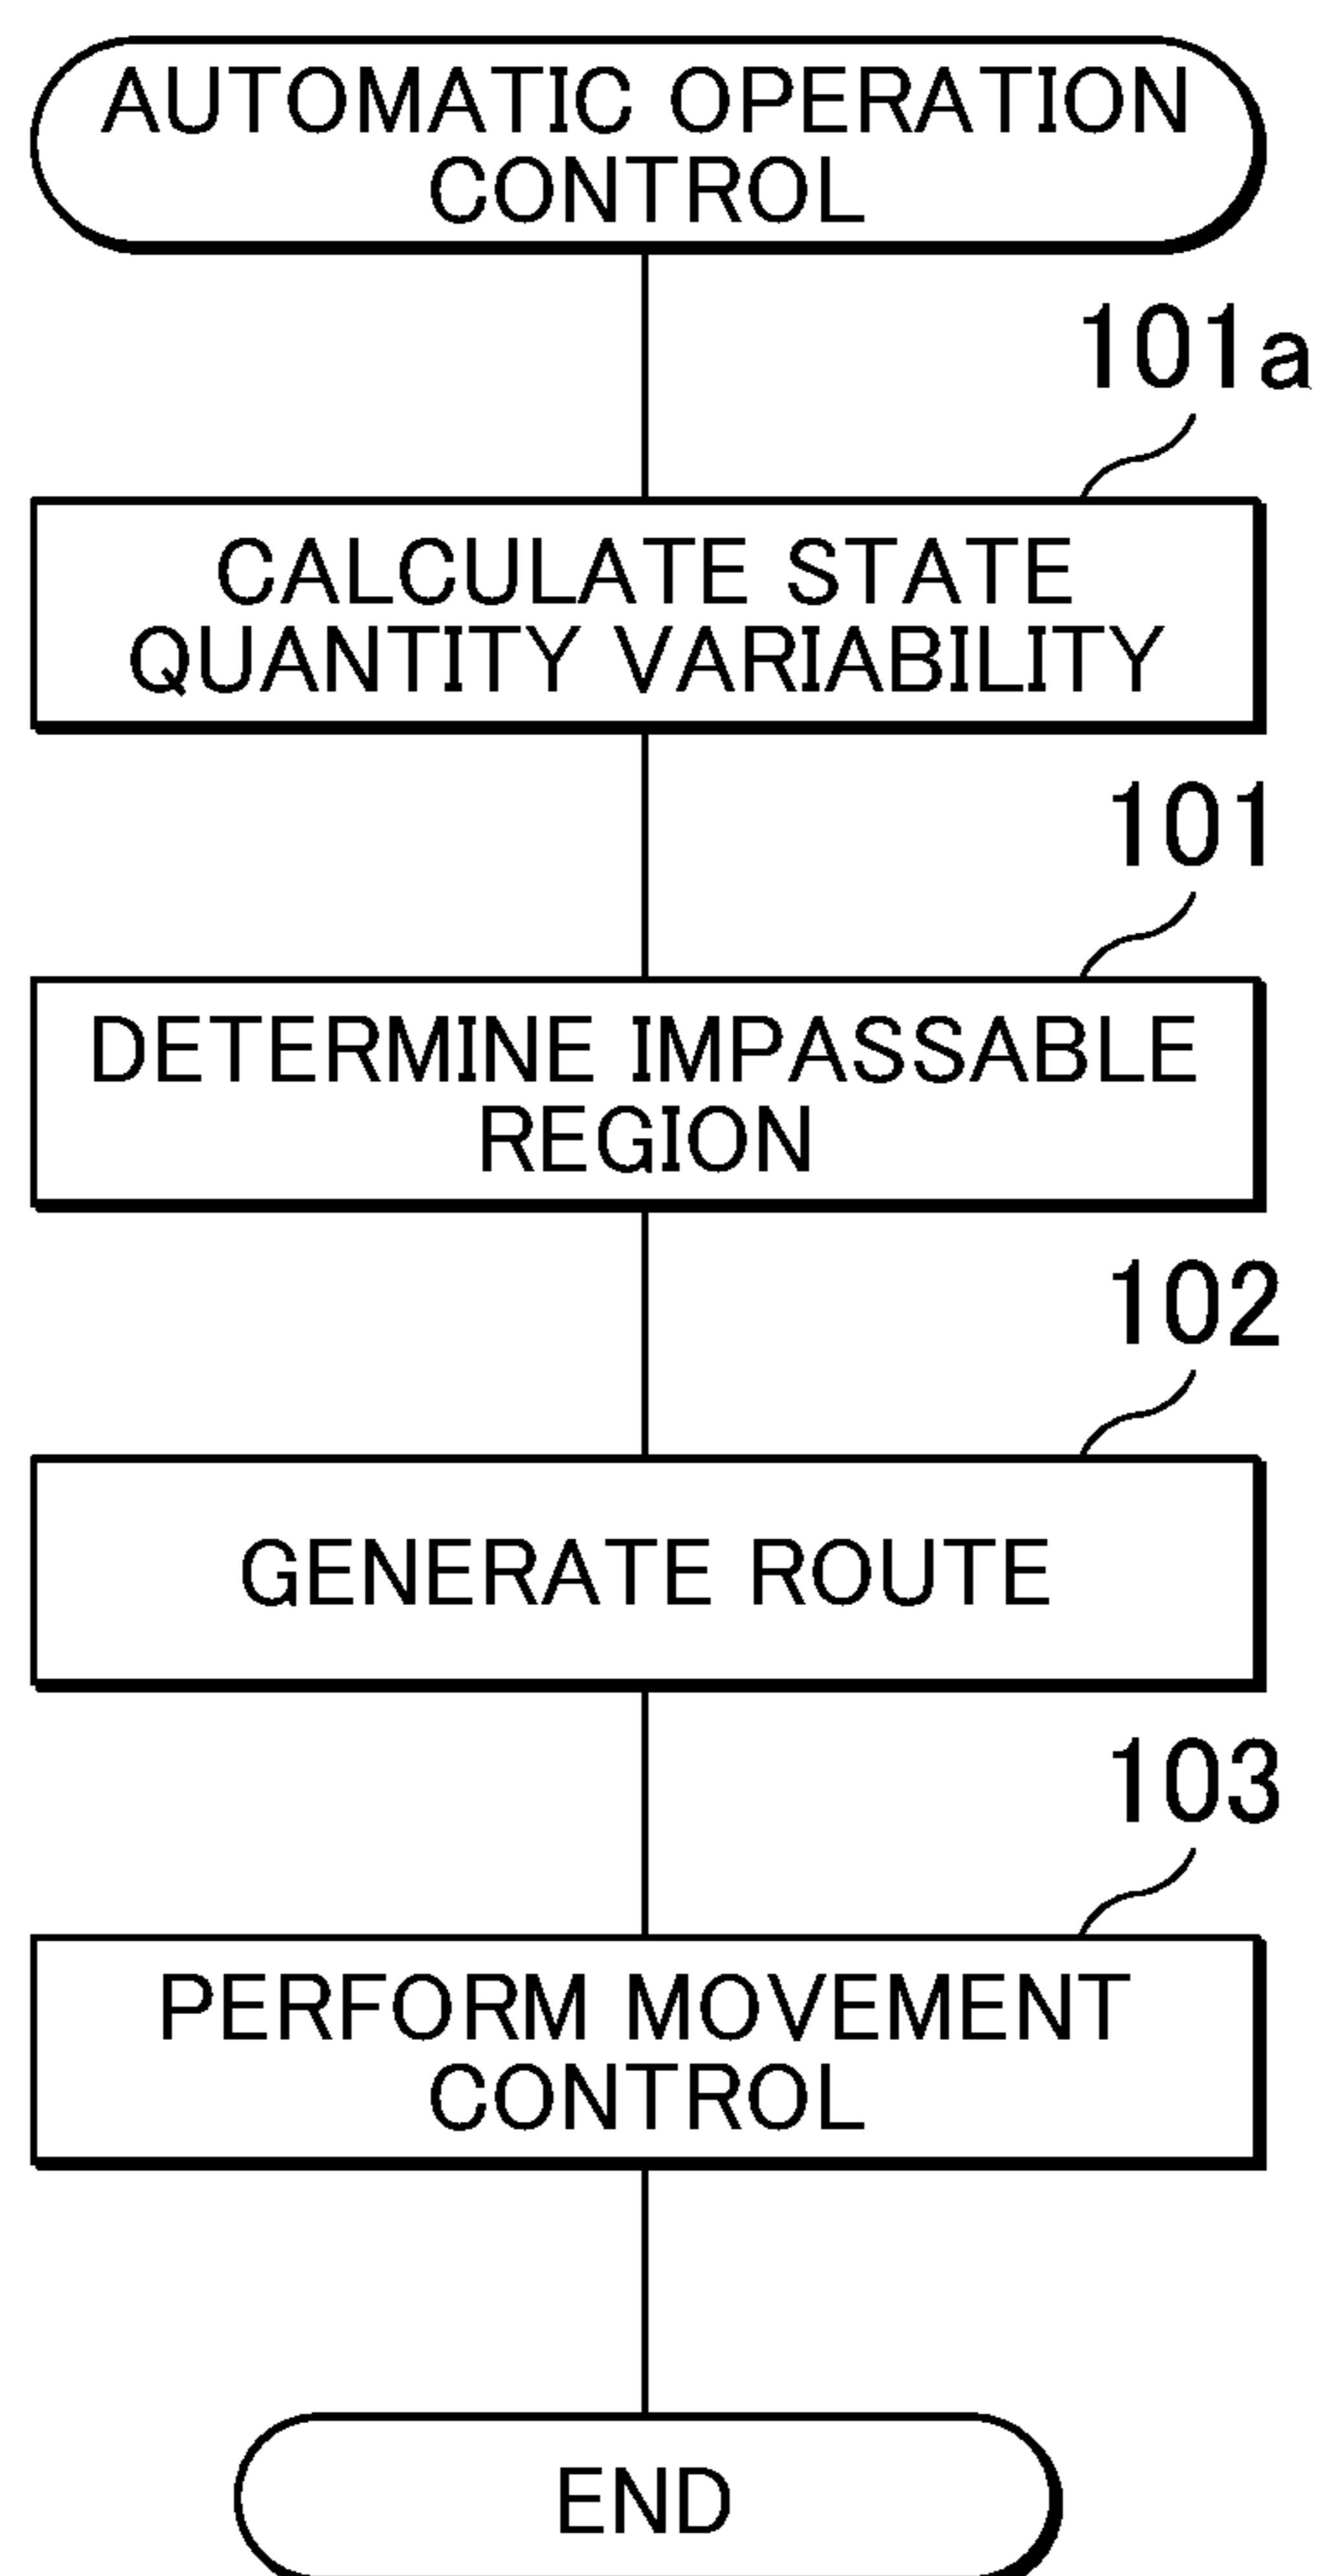 AUTOMATIC OPERATION
CONTROL
101a
CALCULATE STATE
QUANTITY VARIABILITY
101
DETERMINE IMPASSABLE
REGION
102
GENERATE ROUTE
103
PERFORM MOVEMENT
CONTROL
END